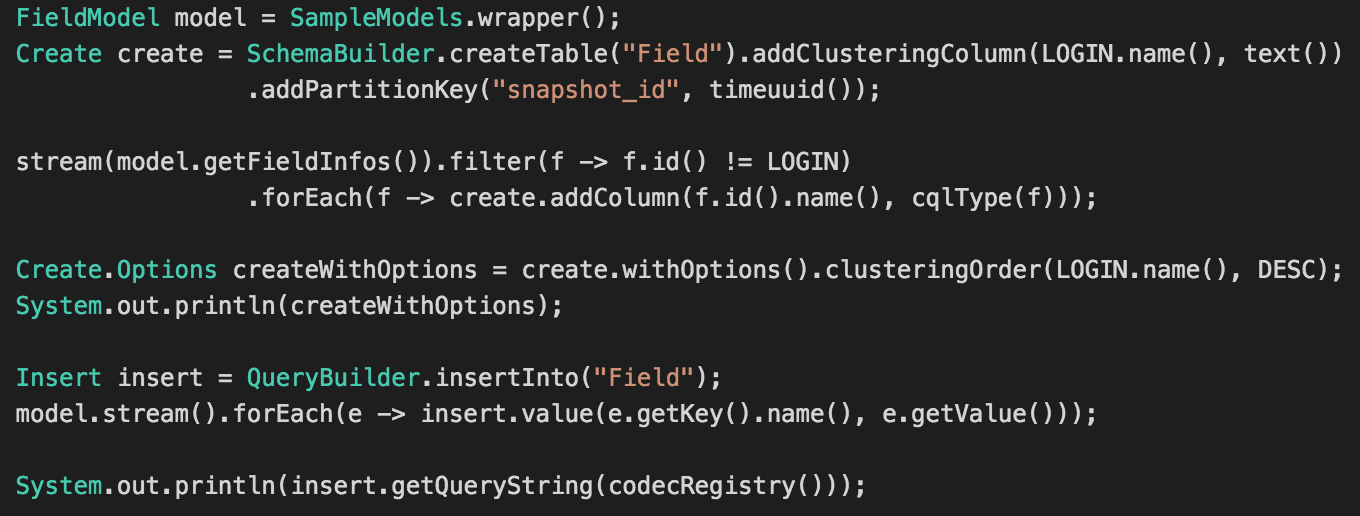 FieldModel model = SampleModels.wrapper();
Create create = SchemaBuilder.createTable("Field").addClusteringColumn(LOGIN.name(), text())
.addPartitionKey("snapshot_id", timeuuid());
stream(model.getFieldInfos()).filter(f -> f.id() != LOGIN)
.forEach(f -> create.addColumn(f.id().name(), cqlType(f)));
Create.Options createWithOptions = create.withOptions().clusteringOrder(LOGIN.name(), DESC);
System.out.println(createWithOptions);
Insert insert = QueryBuilder.insertInto("Field");
model.stream().forEach(e -> insert.value(e.getKey().name(), e.getValue()));
System.out.println(insert.getQueryString(codecRegistry()));